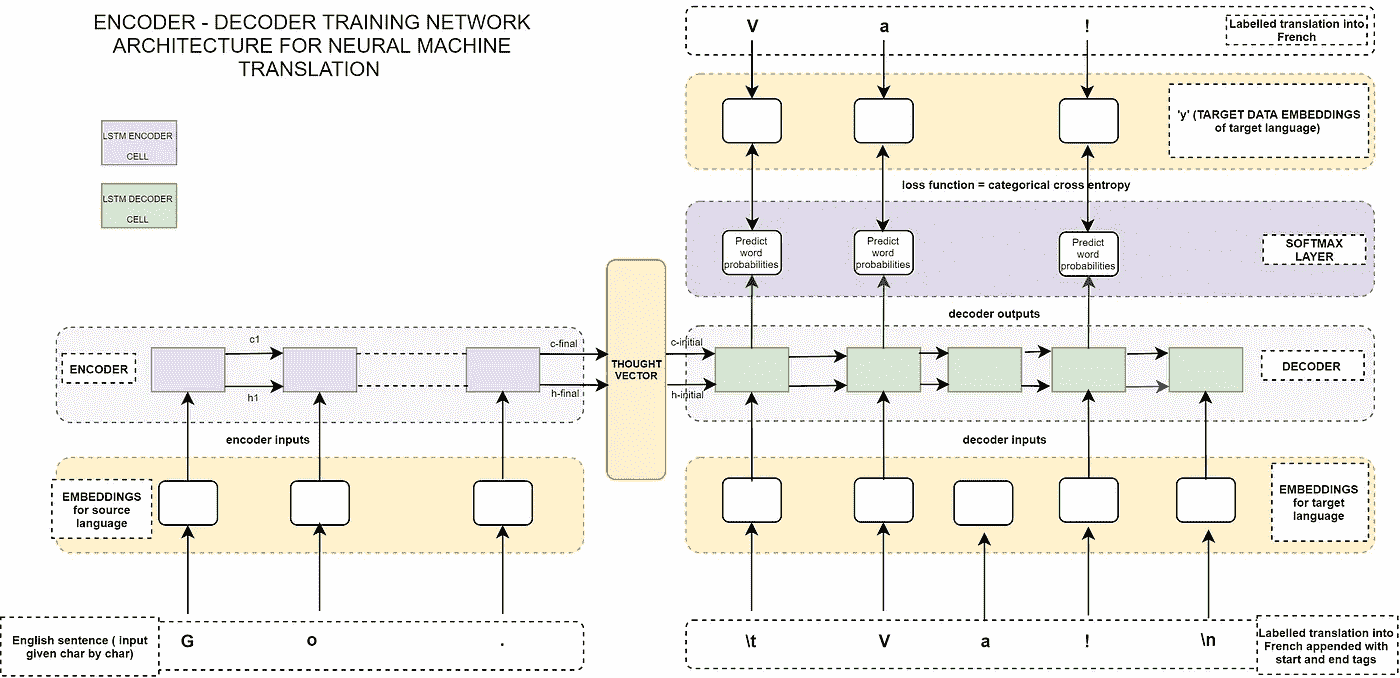 ENCODER - DECODER TRAINING NETWORK
ARCHITECTURE FOR NEURAL MACHINE
TRANSLATION
LSTM ENCODER
CELL
LSTM DECODER
CELL
V a !
Labelled translation into
French
'y' (TARGET DATA EMBEDDINGS
of target language)
loss function = categorical cross entropy
Predict
word
probabilities
Predict
word
probabilities
Predict
word
probabilities
SOFTMAX
LAYER
decoder outputs
ENCODER
c1
h1
c-final
h-final
THOUGHT
VECTOR
c-initial
h-initial
DECODER
encoder inputs
decoder inputs
EMBEDDINGS
for source
language
EMBEDDINGS
for target
language
English sentence ( input
given char by char)
G o .
\t V a ! \n
Labelled translation into
French appended with
start and end tags